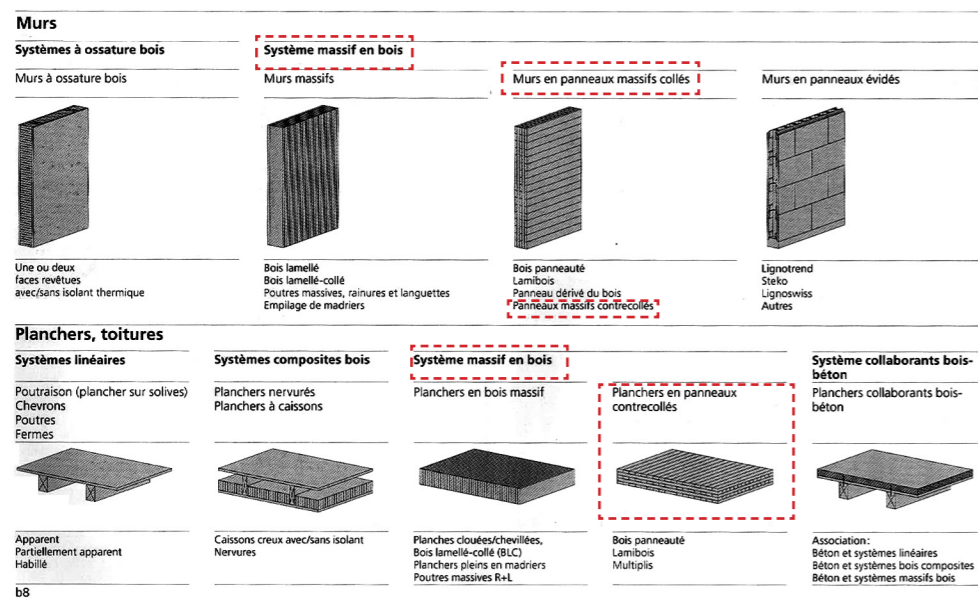 Murs
Systèmes à ossature bois
Système massif en bois
Murs à ossature bois
Murs massifs
Murs en panneaux massifs collés
Murs en panneaux évidés
Une ou deux
faces revêtues
avec/sans isolant thermique
Bois lamellé
Bois lamellé-collé
Poutres massives, rainures et languettes
Empilage de madriers
Bois panneauté
Lamibois
Panneau dérivé du bois
Panneaux massifs contrecollés
Lignotrend
Steko
Lignoswiss
Autres
Planchers, toitures
Systèmes linéaires
Systèmes composites bois
Système massif en bois
Système collaborants bois-
béton
Poutraison (plancher sur solives)
Chevrons
Poutres
Fermes
Planchers nervurés
Planchers à caissons
Planchers en bois massif
Planchers en panneaux
contrecollés
Planchers collaborants bois-
béton
Apparent
Partiellement apparent
Habillé
Caissons creux avec/sans isolant
Nervures
Planches clouées/chevillées,
Bois lamellé-collé (BLC)
Planchers pleins en madriers
Poutres massives R+L
Bois panneauté
Lamibois
Multiplis
Association:
Béton et systèmes linéaires
Béton et systèmes bois composites
Béton et systèmes massifs bois
b8